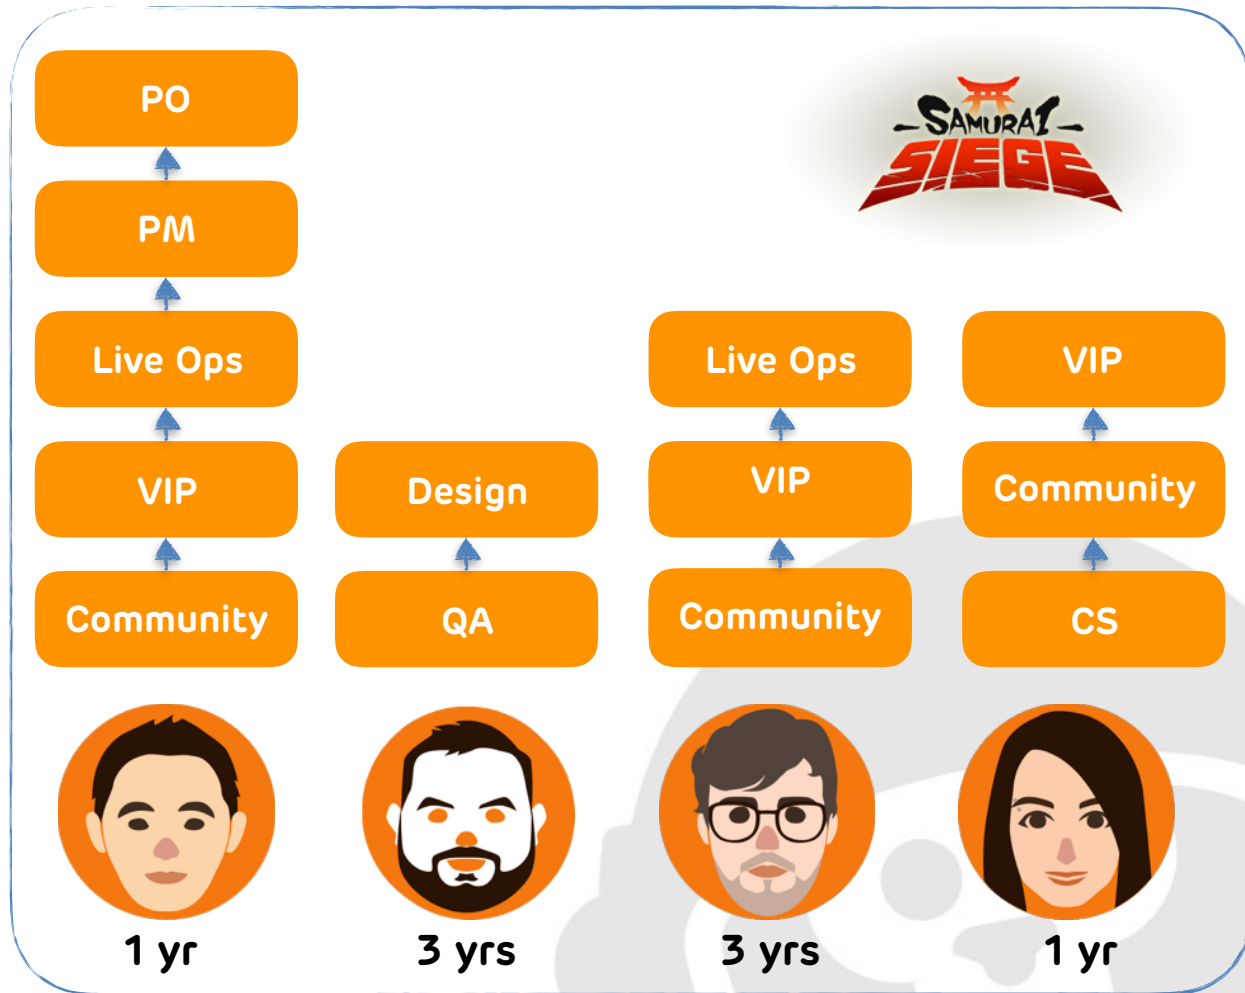 PO
PM
Live Ops
VIP
Community
Design
QA
Live Ops
VIP
Community
VIP
Community
CS
SAMURAI
SIEGE
1 yr
3 yrs
3 yrs
1 yr